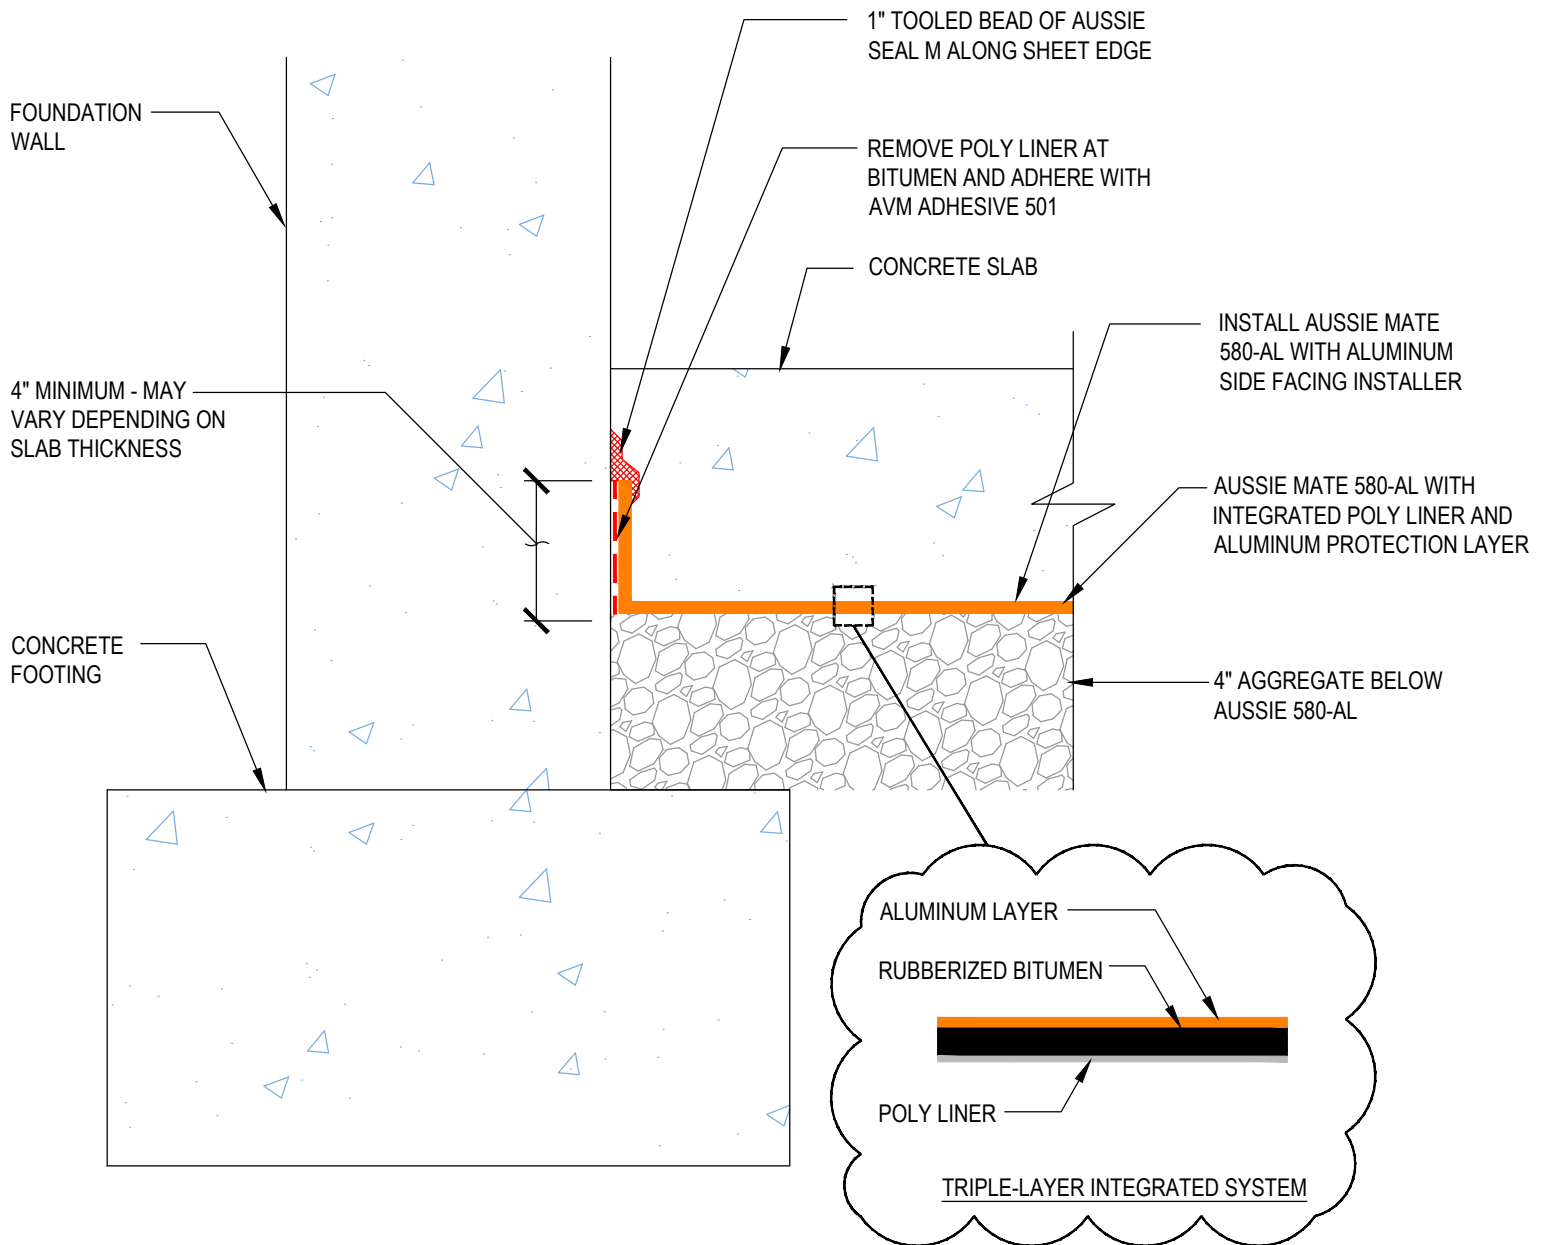 1" TOOLED BEAD OF AUSSIE
SEAL M ALONG SHEET EDGE
FOUNDATION
WALL
REMOVE POLY LINER AT
BITUMEN AND ADHERE WITH
AVM ADHESIVE 501
CONCRETE SLAB
INSTALL AUSSIE MATE
580-AL WITH ALUMINUM
SIDE FACING INSTALLER
4" MINIMUM - MAY
VARY DEPENDING ON
SLAB THICKNESS
AUSSIE MATE 580-AL WITH
INTEGRATED POLY LINER AND
ALUMINUM PROTECTION LAYER
CONCRETE
FOOTING
4" AGGREGATE BELOW
AUSSIE 580-AL
ALUMINUM LAYER
RUBBERIZED BITUMEN
POLY LINER
TRIPLE-LAYER INTEGRATED SYSTEM